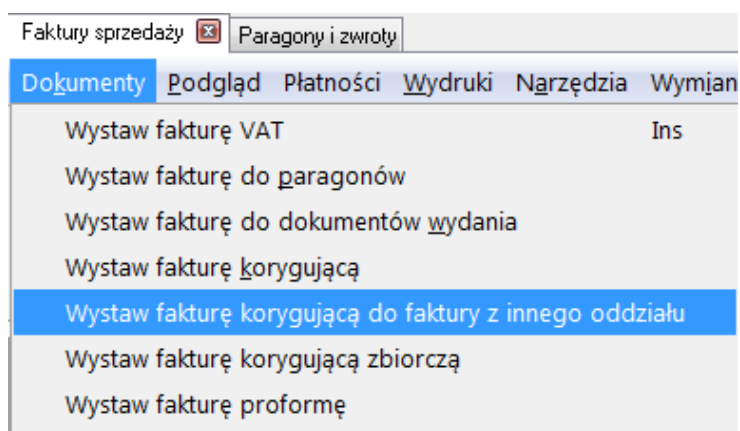 Faktury sprzedaży Paragony i zwroty
Dokumenty Podgląd Płatności Wydruki Narzędzia Wymian
Wystaw fakturę VAT Ins
Wystaw fakturę do paragonów
Wystaw fakturę do dokumentów wydania
Wystaw fakturę korygującą
Wystaw fakturę korygującą do faktury z innego oddziału
Wystaw fakturę korygującą zbiorczą
Wystaw fakturę proformę